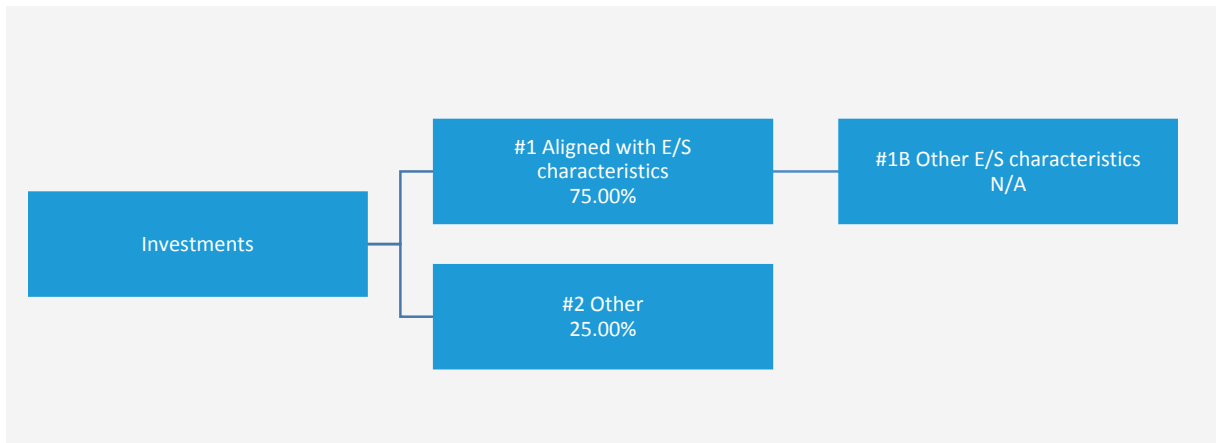 Investments
#1 Aligned with E/S
characteristics
75.00%
#1B Other E/S characteristics
N/A
#2 Other
25.00%